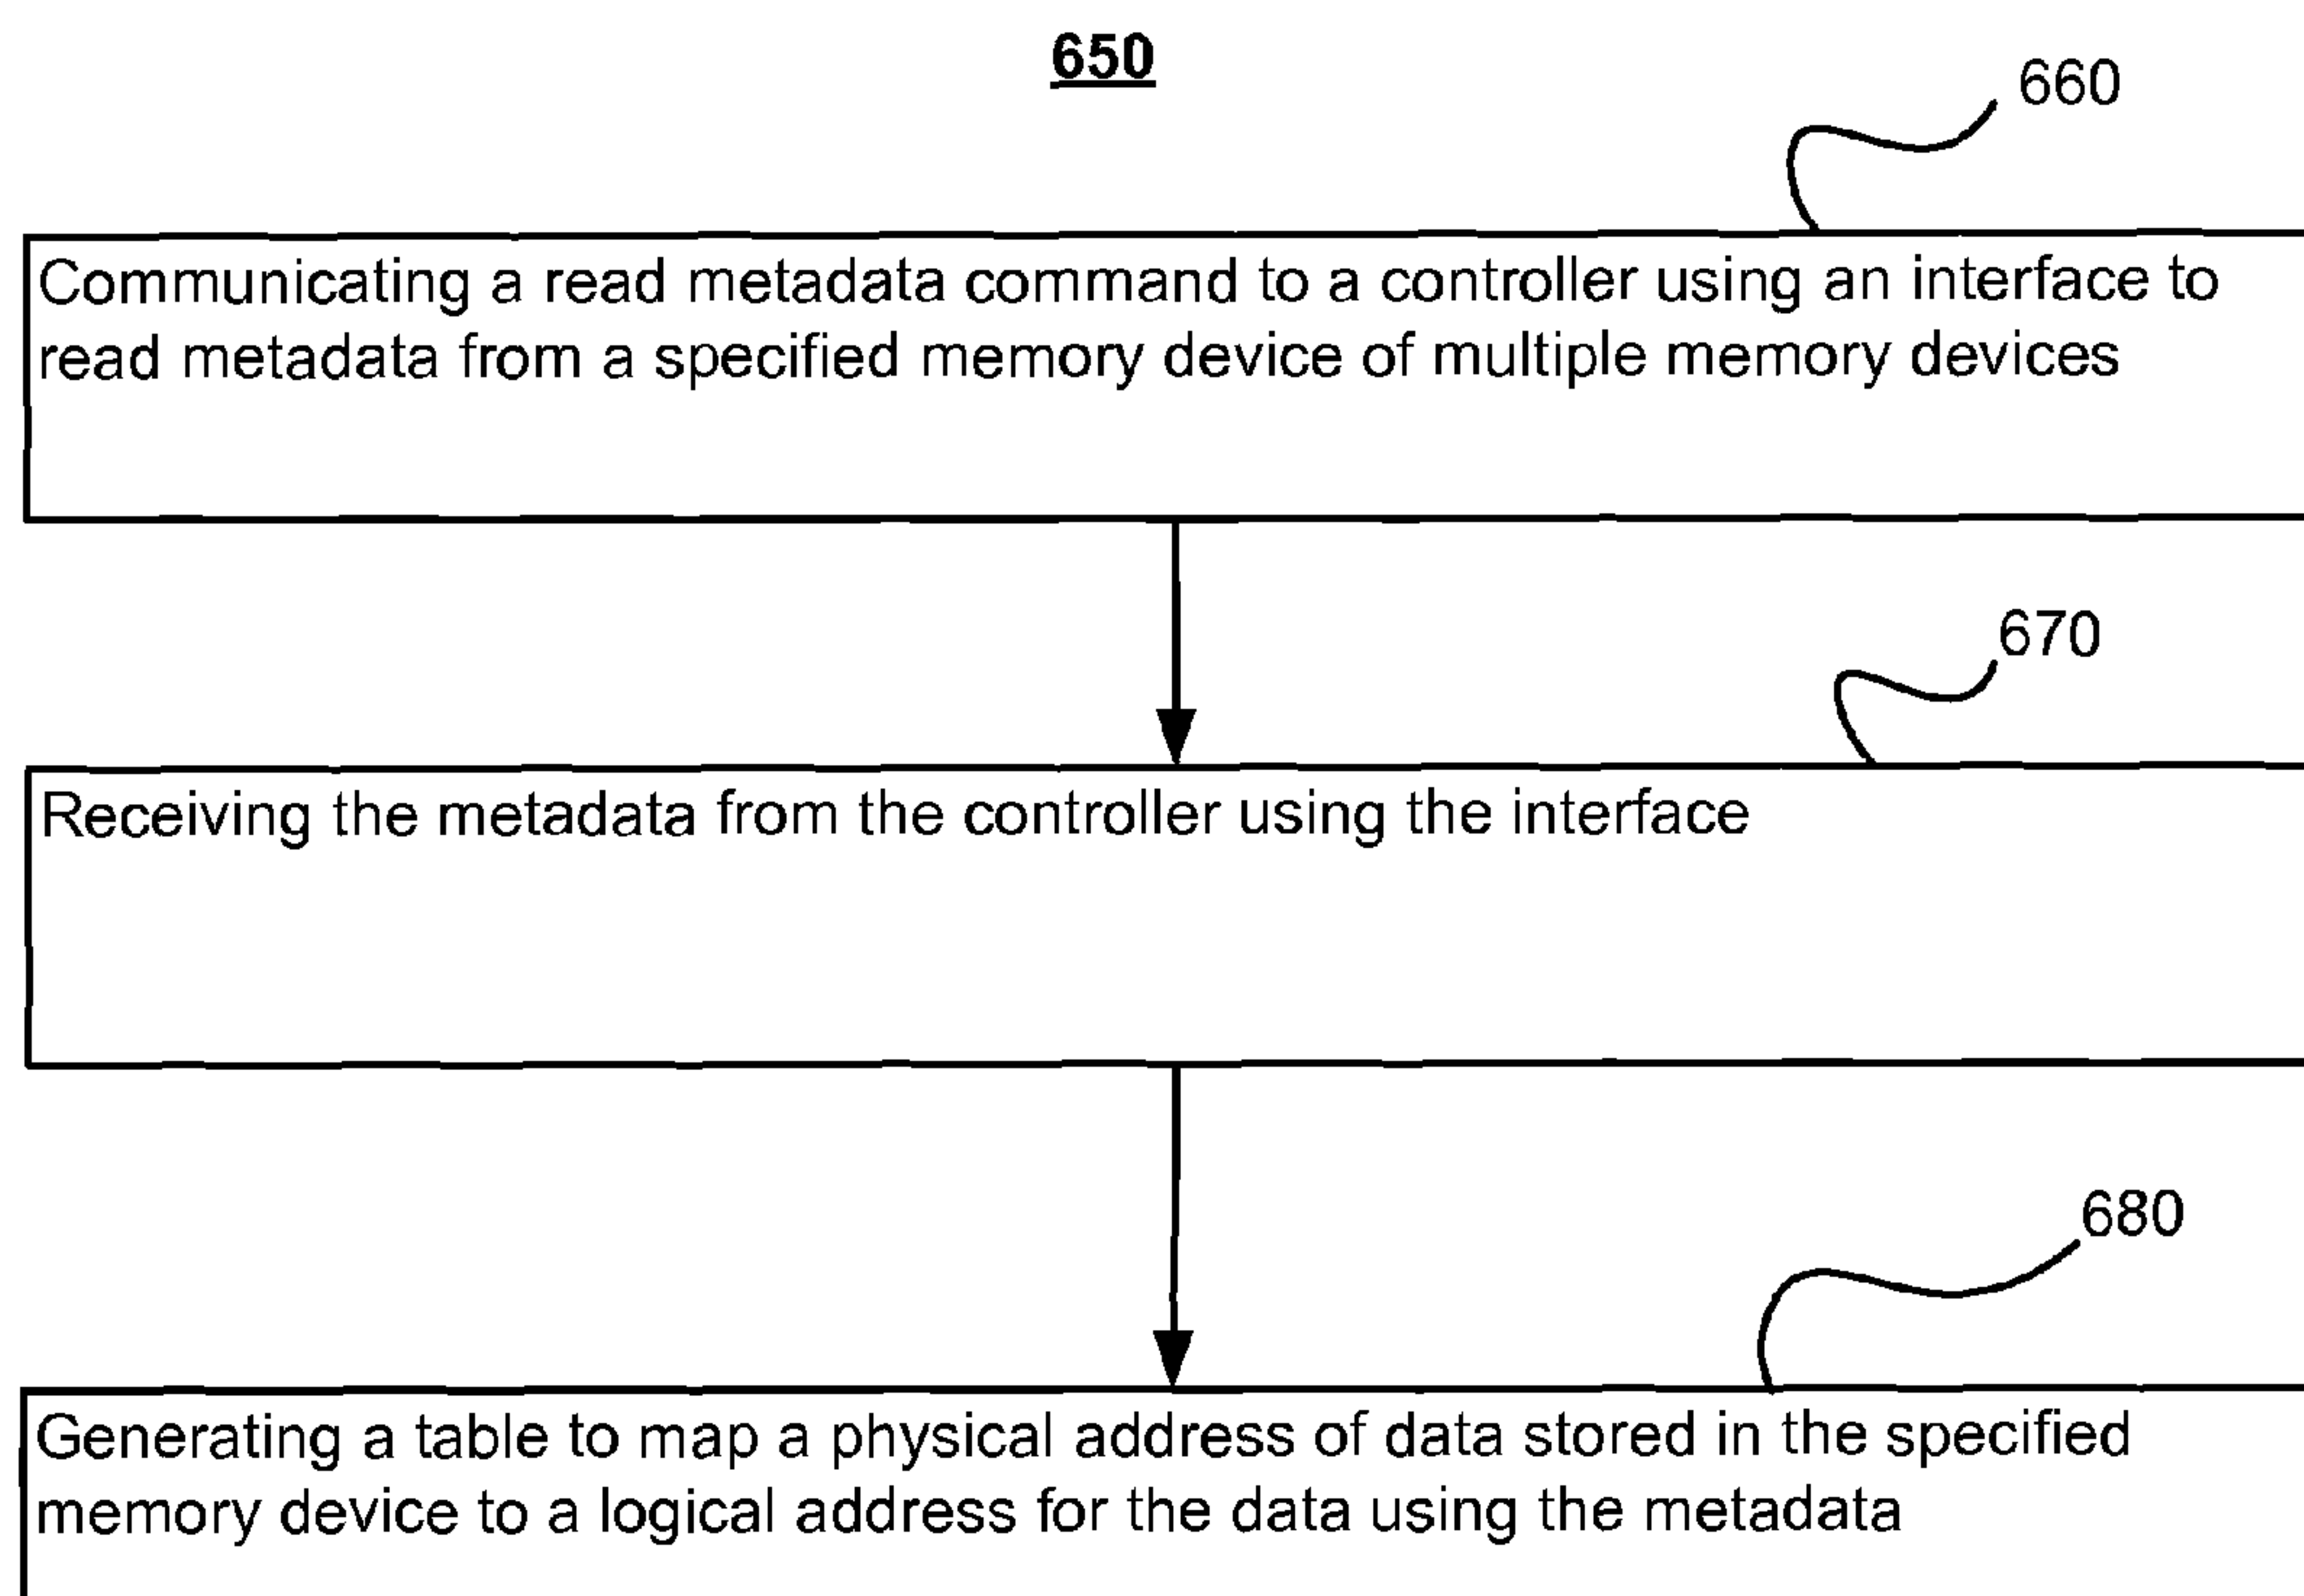 650
660
Communicating a read metadata command to a controller using an interface to
read metadata from a specified memory device of multiple memory devices
670
Receiving the metadata from the controller using the interface
680
Generating a table to map a physical address of data stored in the specified
memory device to a logical address for the data using the metadata